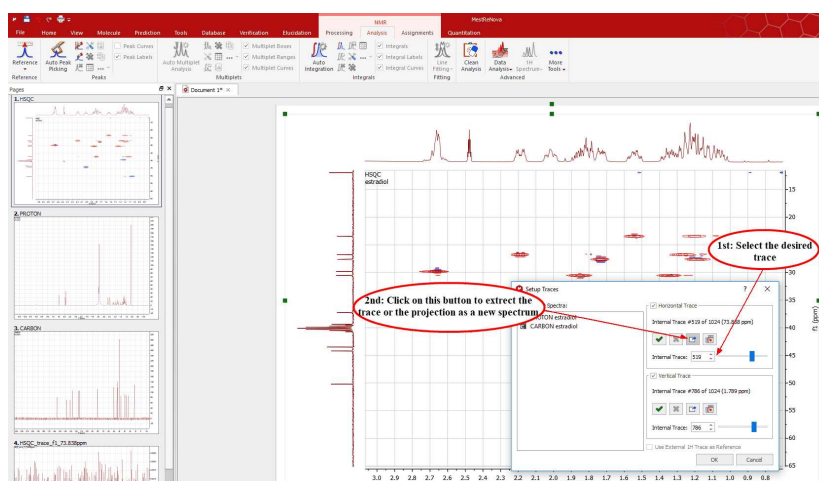 NMR
MestReNova
File Home View Molecule Prediction Tools Database Verification Elucidation Processing Analysis Assignments Quantitation
Reference
Auto Peak
Picking
Peak Curves
Peak Labels
Auto Multiplet
Analysis
Multiplet Boxes
Multiplet Ranges
Multiplet Curves
Auto
Integration
Integrals
Integral Labels
Integral Curves
Line
Fitting
Clean
Analysis
Data
Analysis
1H
Spectrum
More
Tools
Reference Peaks Multiplets Integrals Fitting Advanced
Pages
Document 1*
1. HSQC
2. PROTON
3. CARBON
4. HSQC_trace_f1_73.838ppm
HSQC
estradiol
15
20
30
35
40
45
50
55
60
65
f1 (ppm)
3.0 2.9 2.8 2.7 2.6 2.5 2.4 2.3 2.2 2.1 2.0 1.9 1.8 1.7 1.6 1.5 1.4 1.3 1.2 1.1 1.0 0.9 0.8
1st: Select the desired
trace
2nd: Click on this button to extrect the
trace or the projection as a new spectrum
Setup Traces
Spectra:
PROTON estradiol
CARBON estradiol
Horizontal Trace
Internal Trace #519 of 1024 (73.838 ppm)
Internal Trace: 519
Vertical Trace
Internal Trace #786 of 1024 (1.789 ppm)
Internal Trace: 786
Use External 1H Trace as Reference
OK Cancel